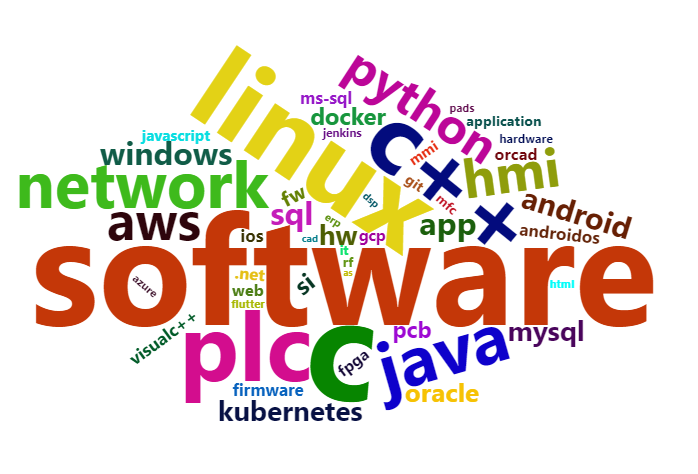 linux
python
pads
ms-sql
application
docker
jenkins
c++
hardware
javascript
windows
mmi
orcad
hmi
network
fw
git
dsp
mfc
android
aws
sql
erp
app
androidos
ios
cad
hw
gcp
it
rf
as
software
azure
.net
web
flutter
si
html
visualc++
plc
c
fpga
pcb
java
mysql
firmware
oracle
kubernetes